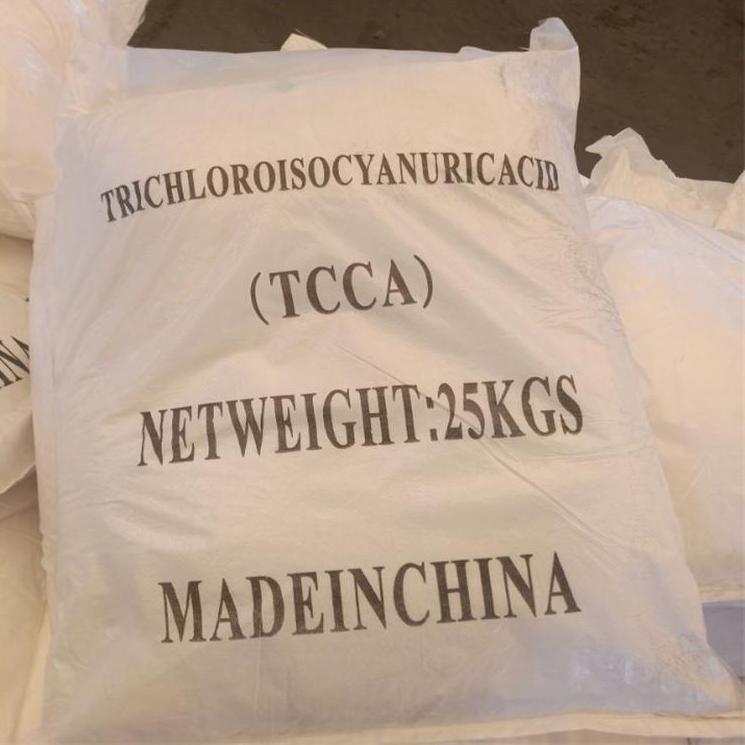 TRICHLOROISOCYANURICACID
(TCCA)
NETWEIGHT:25KGS
MADEINCHINA